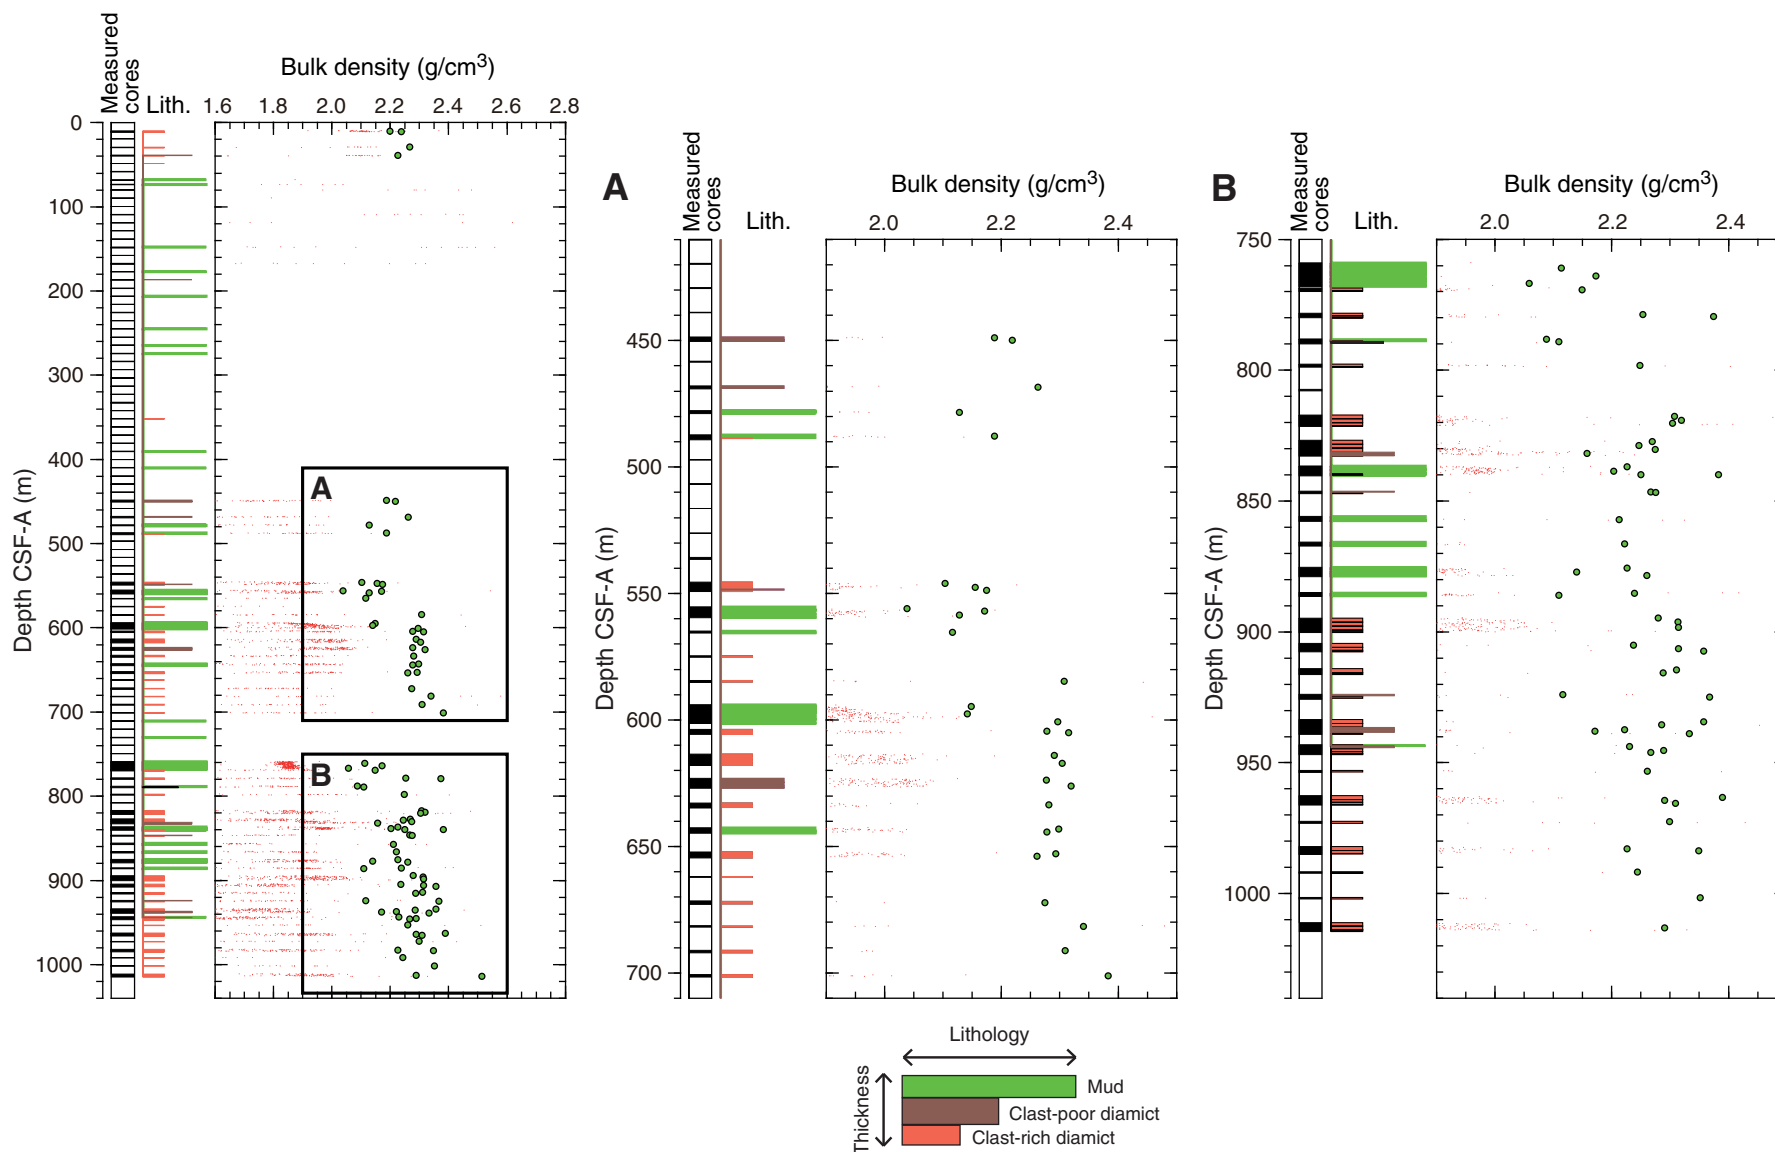 Measured
cores
Lith.
Bulk density (g/cm3)
1.6 1.8 2.0 2.2 2.4 2.6 2.8
Depth CSF-A (m)
0
100
200
300
400
500
600
700
800
900
1000
A
B
A
Measured
cores
Lith.
Bulk density (g/cm3)
2.0 2.2 2.4
Depth CSF-A (m)
450
500
550
600
650
700
B
Measured
cores
Lith.
Bulk density (g/cm3)
2.0 2.2 2.4
Depth CSF-A (m)
750
800
850
900
950
1000
Lithology
Thickness
Mud
Clast-poor diamict
Clast-rich diamict